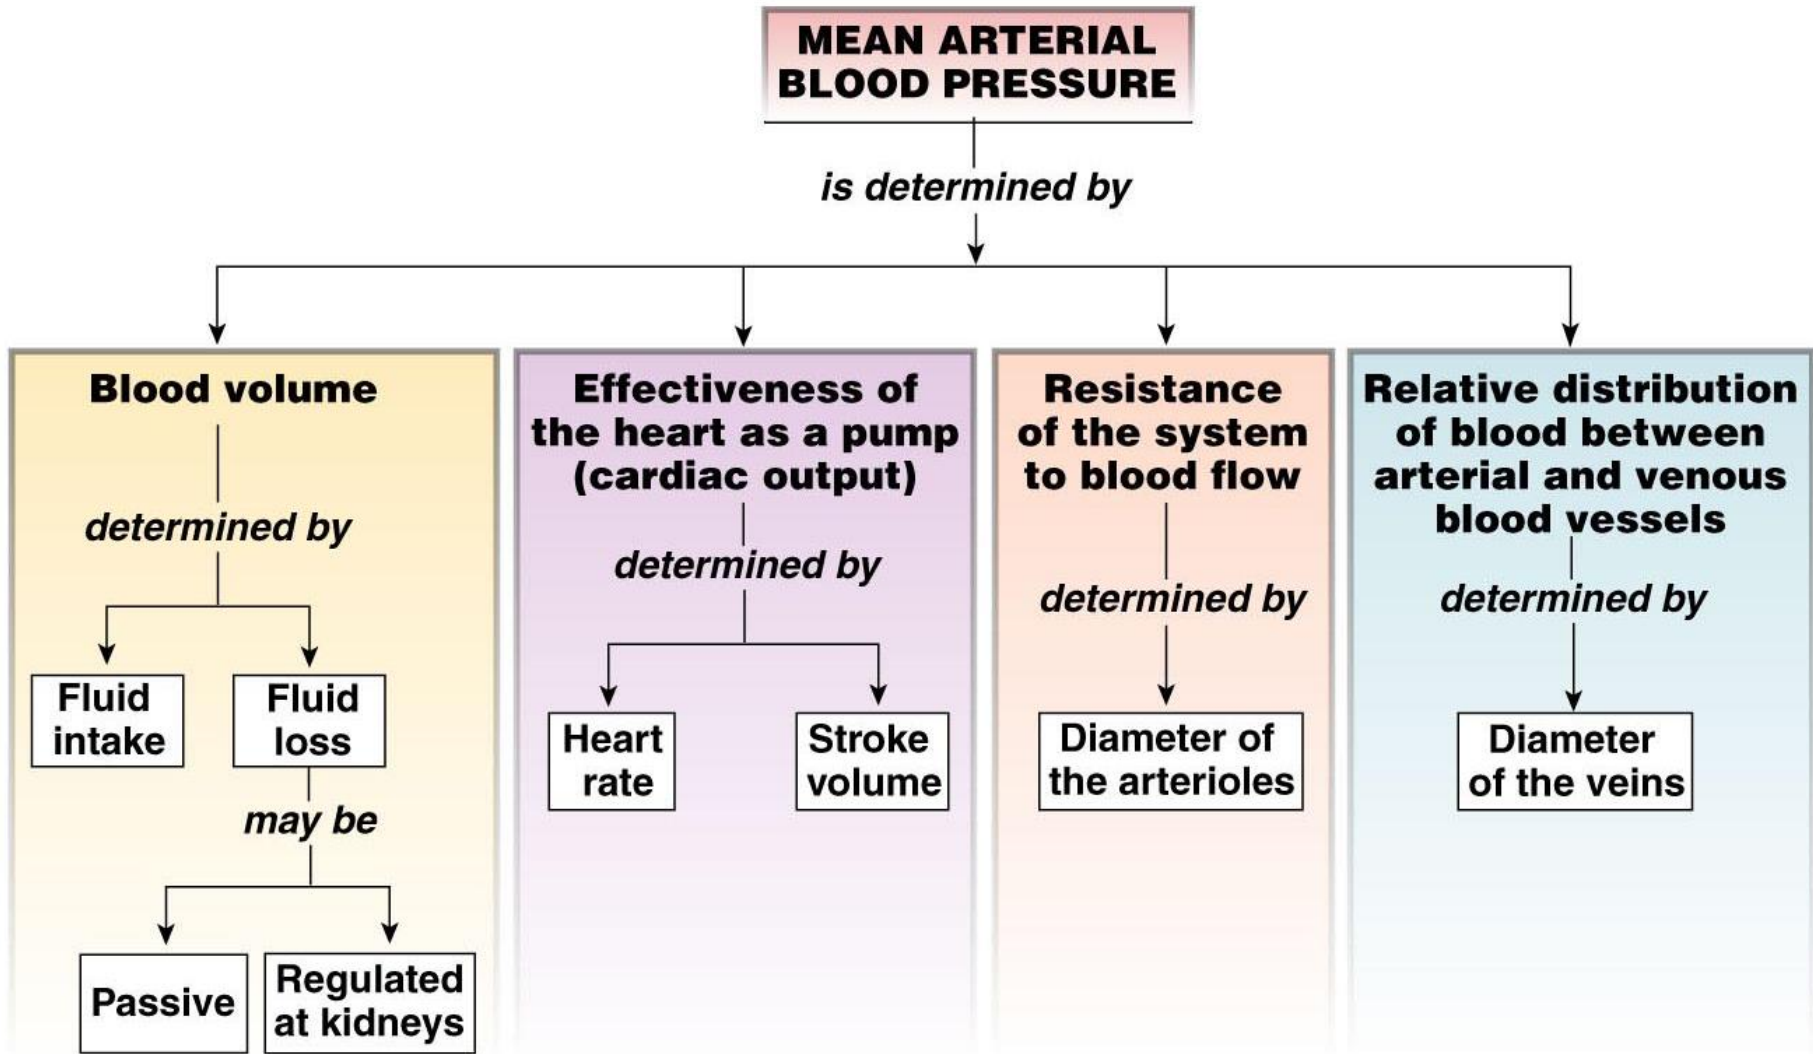 MEAN ARTERIAL
BLOOD PRESSURE
is determined by
Blood volume
determined by
Fluid
intake
Fluid
loss
may be
Passive
Regulated
at kidneys
Effectiveness of
the heart as a pump
(cardiac output)
determined by
Heart
rate
Stroke
volume
Resistance
of the system
to blood flow
determined by
Diameter of
the arterioles
Relative distribution
of blood between
arterial and venous
blood vessels
determined by
Diameter
of the veins